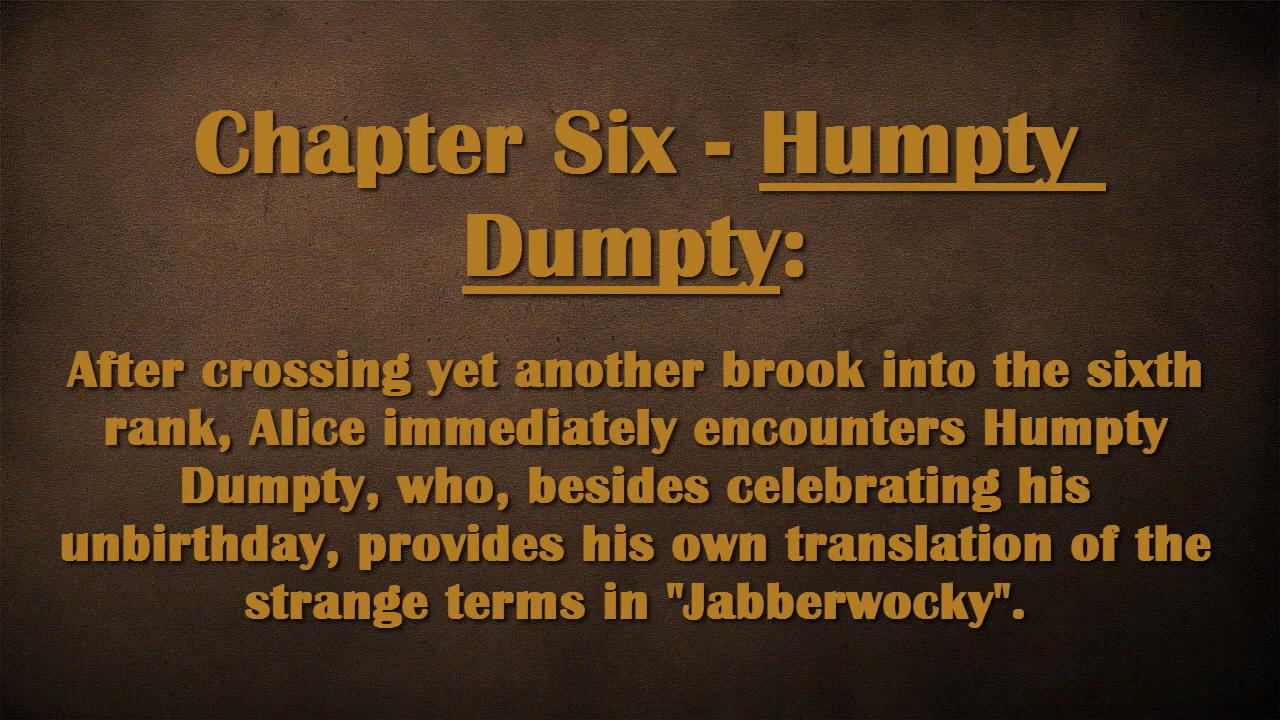 Chapter Six - Humpty
Dumpty:
After crossing yet another brook into the sixth
rank, Alice immediately encounters Humpty
Dumpty, who, besides celebrating his
unbirthday, provides his own translation of the
strange terms in "Jabberwocky".